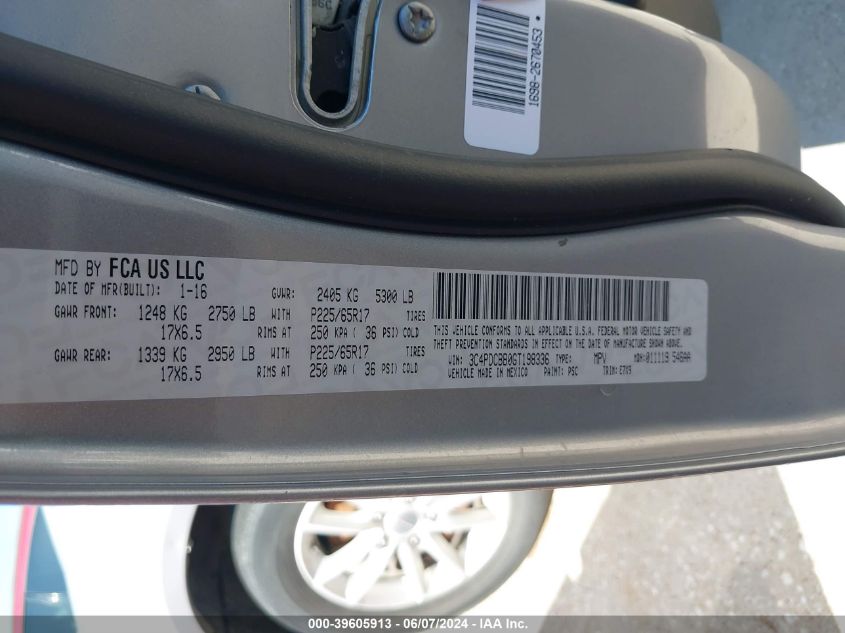 1698-2670453
MFD BY FCA US LLC
DATE OF MFR(BUILT): 1-16
GVWR: 2405 KG 5300 LB
GAWR FRONT: 1248 KG 2750 LB WITH P225/65R17 TIRES
17X6.5 RIMS AT 250 KPA ( 36 PSI) COLD
GAWR REAR: 1339 KG 2950 LB WITH P225/65R17 TIRES
17X6.5 RIMS AT 250 KPA ( 36 PSI) COLD
THIS VEHICLE CONFORMS TO ALL APPLICABLE U.S.A. FEDERAL MOTOR VEHICLE SAFETY AND
THEFT PREVENTION STANDARDS IN EFFECT ON THE DATE OF MANUFACTURE SHOWN ABOVE.
VIN: 3C4PDCBB0GT198336 TYPE: MPV MDH: 011119 546AA
VEHICLE MADE IN MEXICO PAINT: PSC TRIM: E7X9
000-39605913 - 06/07/2024 - IAA Inc.